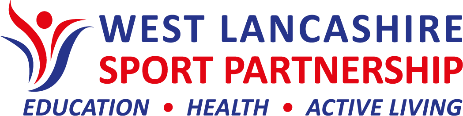 WEST LANCASHIRE
SPORT PARTNERSHIP
EDUCATION • HEALTH • ACTIVE LIVING